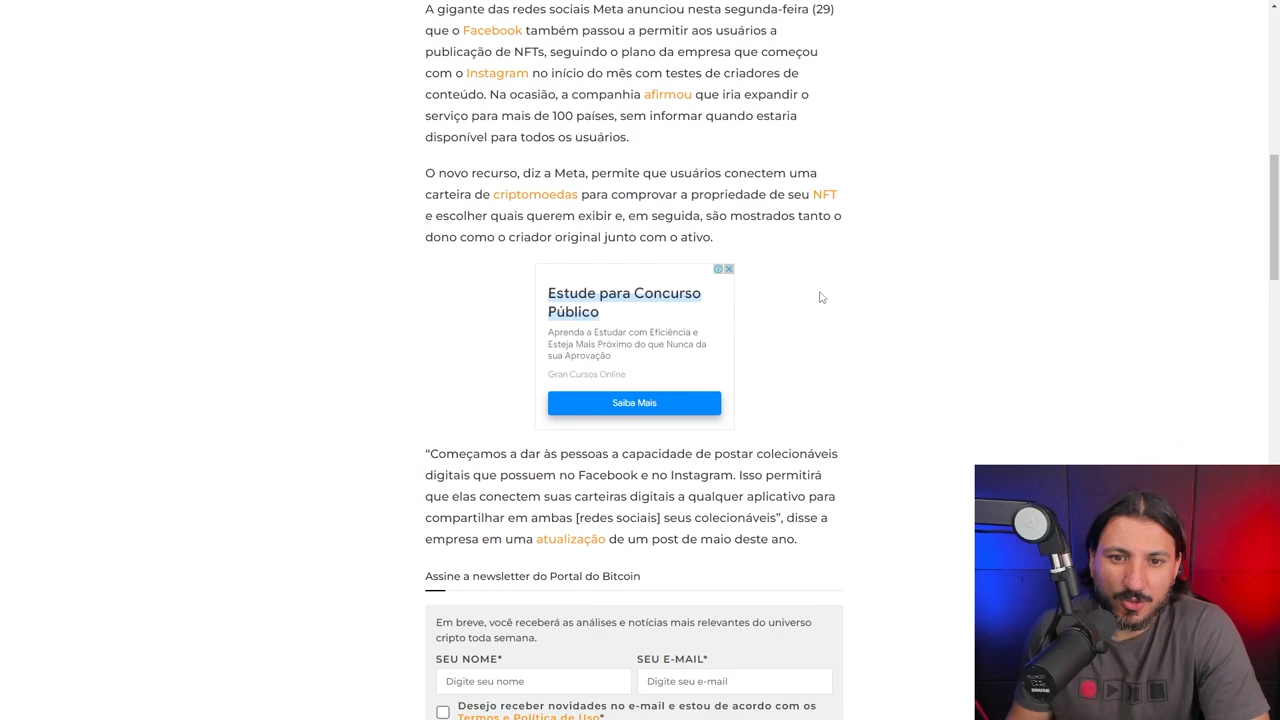 A gigante das redes sociais Meta anunciou nesta segunda-feira (29)
que o Facebook também passou a permitir aos usuários a
publicação de NFTs, seguindo o plano da empresa que começou
com o Instagram no início do mês com testes de criadores de
conteúdo. Na ocasião, a companhia afirmou que iria expandir o
serviço para mais de 100 países, sem informar quando estaria
disponível para todos os usuários.
O novo recurso, diz a Meta, permite que usuários conectem uma
carteira de criptomoedas para comprovar a propriedade de seu NFT
e escolher quais querem exibir e, em seguida, são mostrados tanto o
dono como o criador original junto com o ativo.
Estude para Concurso
Público
Aprenda a Estudar com Eficiência e
Esteja Mais Próximo do que Nunca da
sua Aprovação
Gran Cursos Online
Saiba Mais
“Começamos a dar às pessoas a capacidade de postar colecionáveis
digitais que possuem no Facebook e no Instagram. Isso permitirá
que elas conectem suas carteiras digitais a qualquer aplicativo para
compartilhar em ambas [redes sociais] seus colecionáveis”, disse a
empresa em uma atualização de um post de maio deste ano.
Assine a newsletter do Portal do Bitcoin
Em breve, você receberá as análises e notícias mais relevantes do universo
cripto toda semana.
SEU NOME* SEU E-MAIL*
Digite seu nome Digite seu e-mail
Desejo receber novidades no e-mail e estou de acordo com os
Termos e Política de Uso*